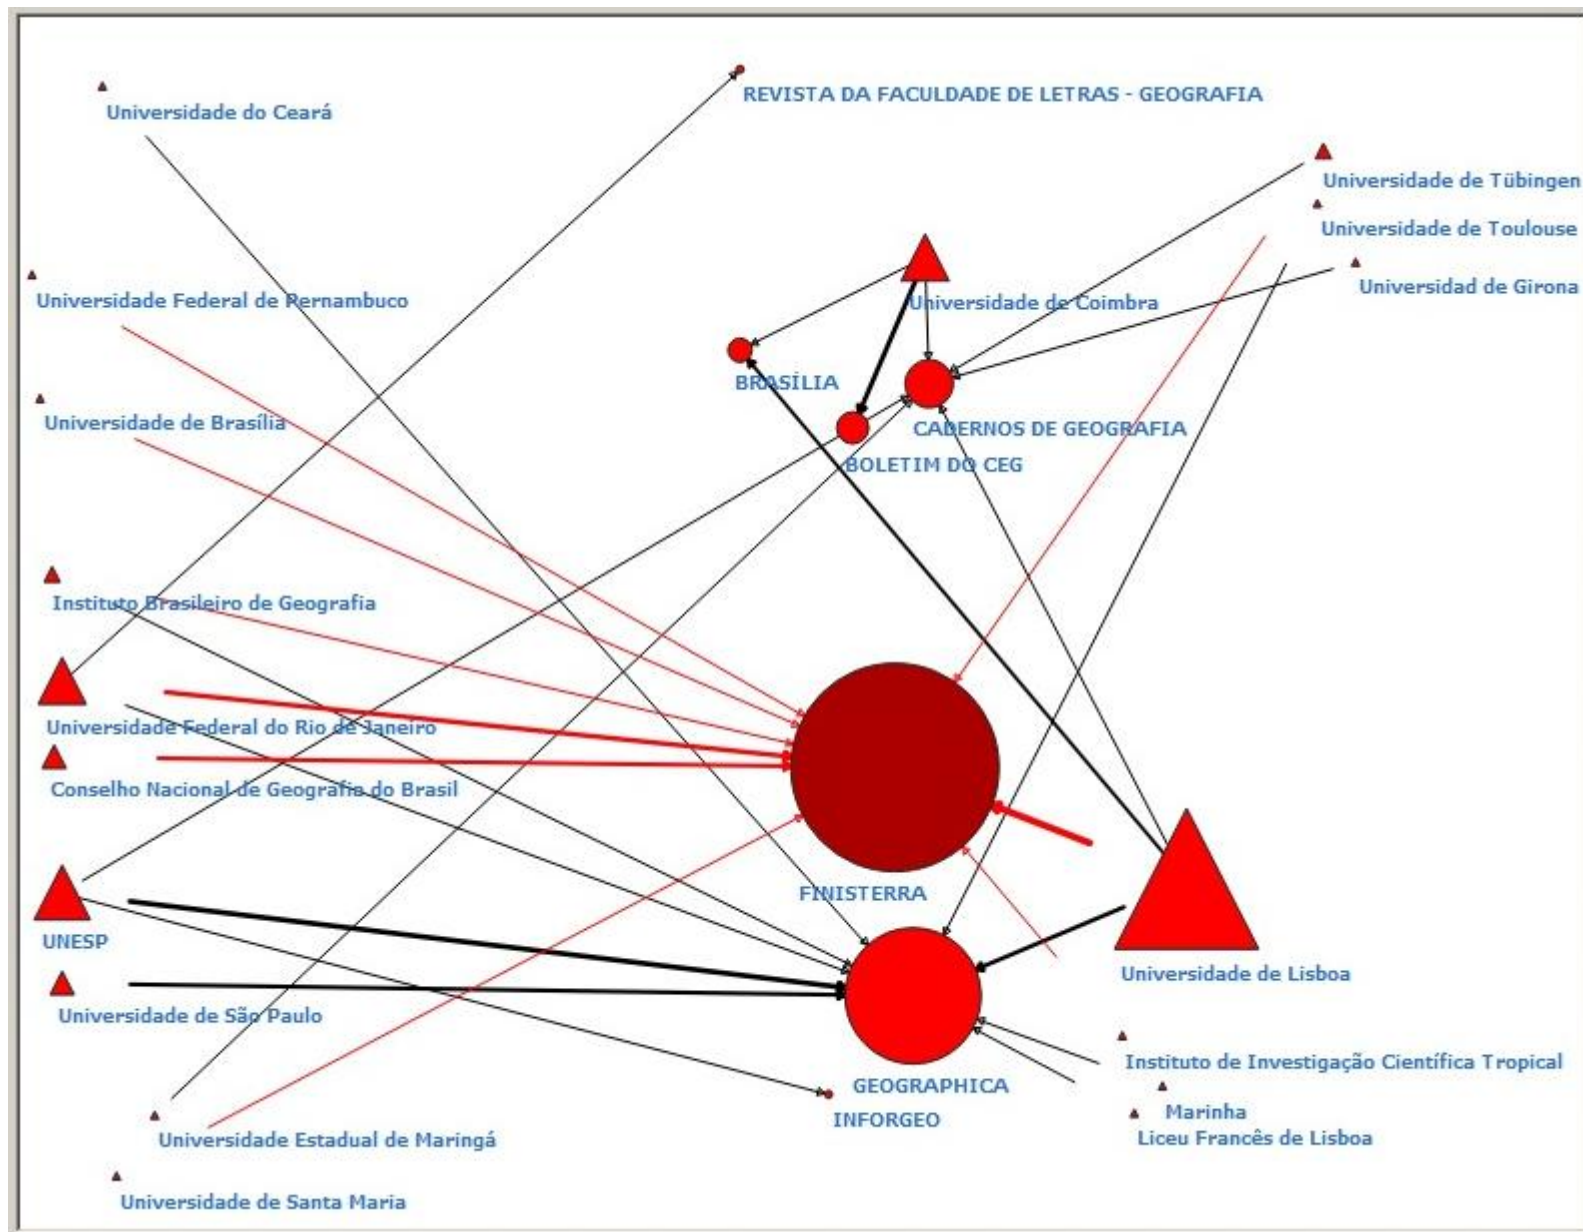 REVISTA DA FACULDADE DE LETRAS - GEOGRAFIA
Universidade do Ceará
Universidade de Tübingen
Universidade de Toulouse
Universidad de Girona
Universidade Federal de Pernambuco
Universidade de Coimbra
BRASÍLIA
Universidade de Brasília
CADERNOS DE GEOGRAFIA
BOLETIM DO CEG
Instituto Brasileiro de Geografia
Universidade Federal do Rio de Janeiro
Conselho Nacional de Geografia do Brasil
FINISTERRA
UNESP
Universidade de Lisboa
Universidade de São Paulo
Instituto de Investigação Científica Tropical
GEOGRAPHICA
Marinha
INFORGEO
Liceu Francês de Lisboa
Universidade Estadual de Maringá
Universidade de Santa Maria